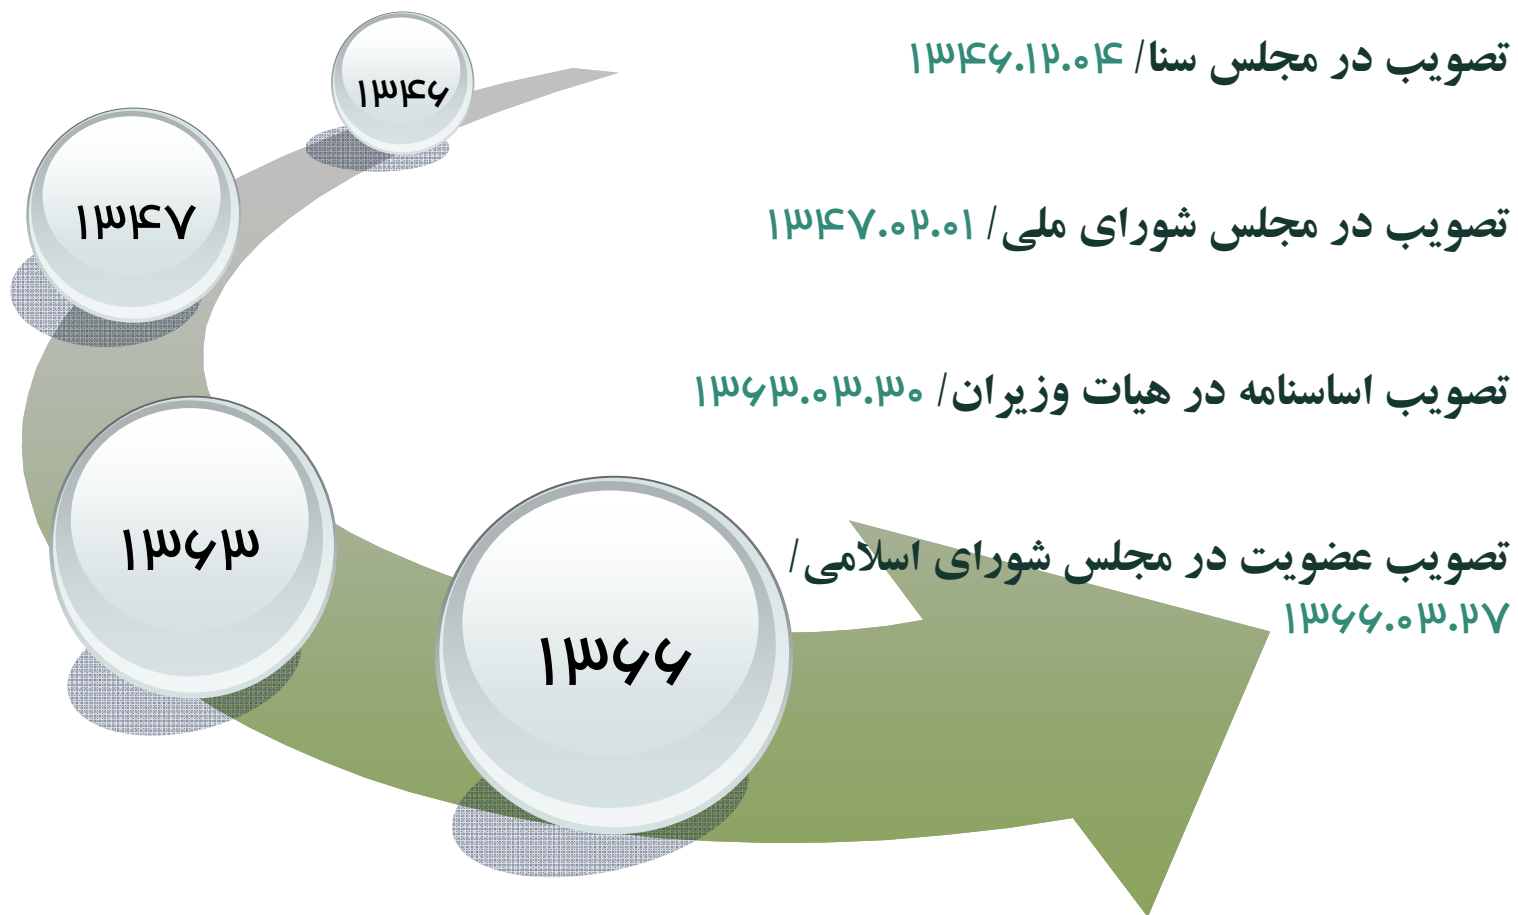 تصویب در مجلس سنا/ ۱۳۴۶.۱۲.۰۴
تصویب در مجلس شورای ملی/ ۱۳۴۷.۰۲.۰۱
تصویب اساسنامه در هیات وزیران/ ۱۳۶۳.۰۳.۳۰
تصویب عضویت در مجلس شورای اسلامی/
۱۳۶۶.۰۳.۲۷
۱۳۴۶
۱۳۴۷
۱۳۶۳
۱۳۶۶